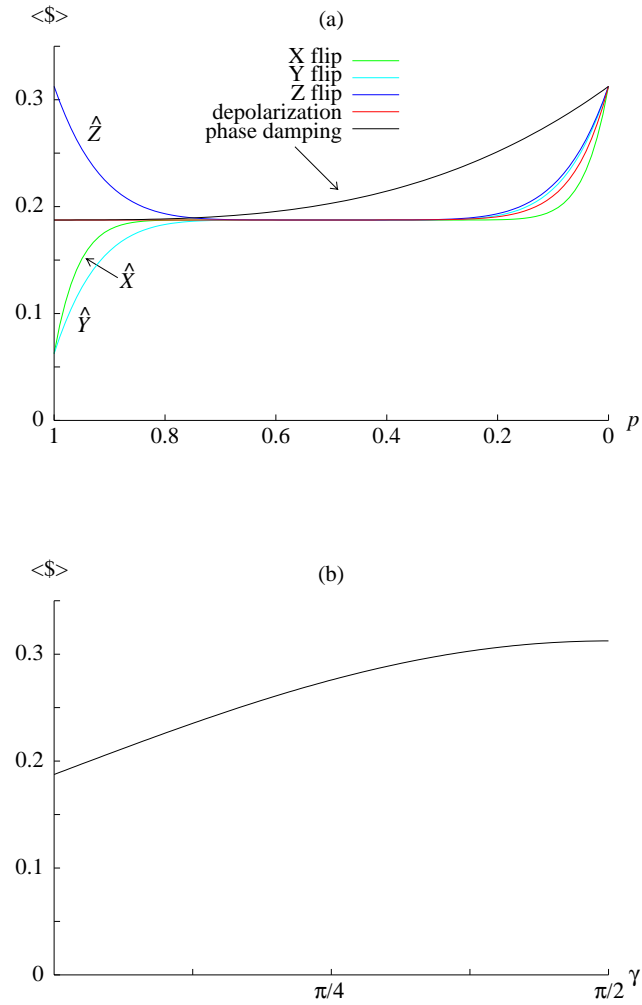 <$>
(a)
X flip
Y flip
Z flip
depolarization
phase damping
0.3
Ẑ
0.2
X̂
Ŷ
0.1
0
1
0.8
0.6
0.4
0.2
0
p
<$>
(b)
0.3
0.2
0.1
0
π/4
π/2
γ